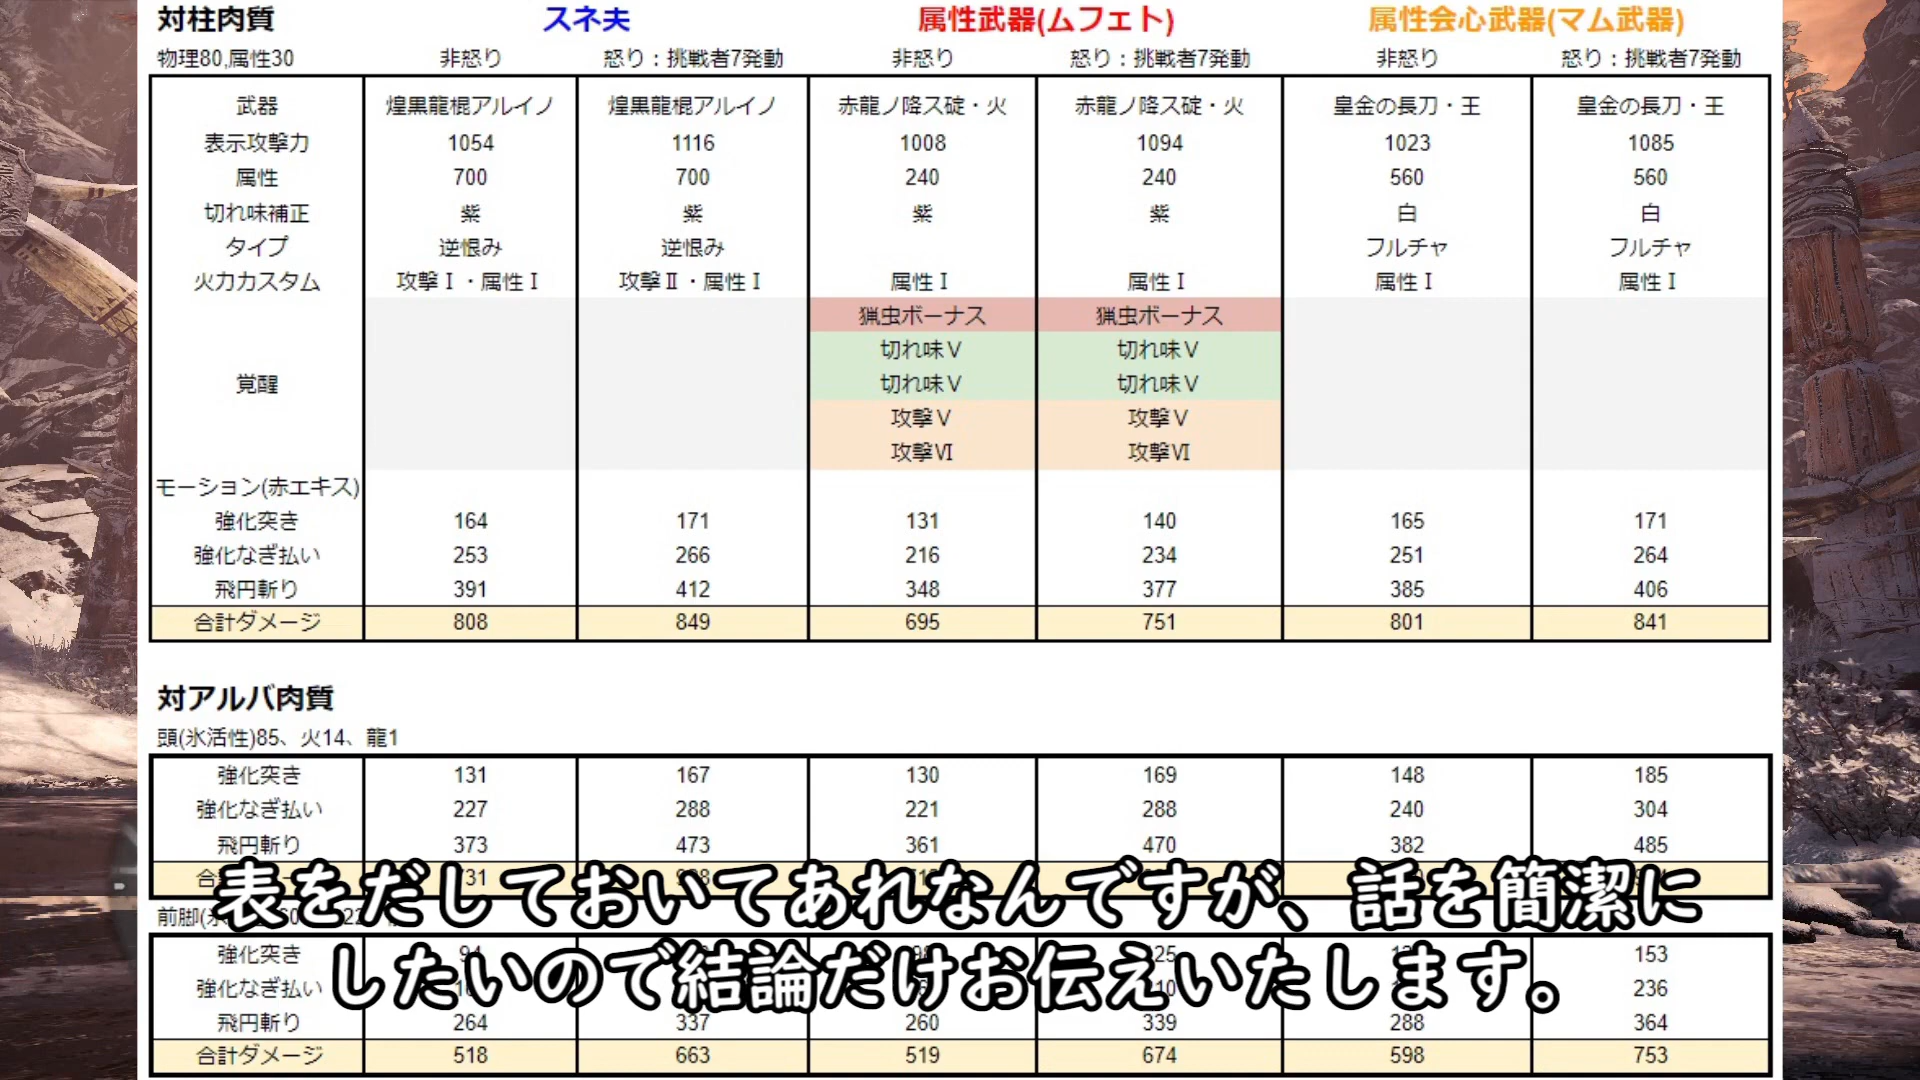 対柱肉質 スネ夫 属性武器(ムフェト) 属性会心武器(マム武器)
物理80,属性30 非怒り 怒り：挑戦者7発動 非怒り 怒り：挑戦者7発動 非怒り 怒り：挑戦者7発動
武器 煌黒龍棍アルイノ 煌黒龍棍アルイノ 赤龍ノ降ス碇・火 赤龍ノ降ス碇・火 皇金の長刀・王 皇金の長刀・王
表示攻撃力 1054 1116 1008 1094 1023 1085
属性 700 700 240 240 560 560
切れ味補正 紫 紫 紫 紫 白 白
タイプ 逆恨み 逆恨み フルチャ フルチャ
火力カスタム 攻撃Ⅰ・属性Ⅰ 攻撃Ⅱ・属性Ⅰ 属性Ⅰ 属性Ⅰ 属性Ⅰ 属性Ⅰ
猟虫ボーナス 猟虫ボーナス
切れ味Ⅴ 切れ味Ⅴ
覚醒 切れ味Ⅴ 切れ味Ⅴ
攻撃Ⅴ 攻撃Ⅴ
攻撃Ⅵ 攻撃Ⅵ
モーション(赤エキス)
強化突き 164 171 131 140 165 171
強化なぎ払い 253 266 216 234 251 264
飛円斬り 391 412 348 377 385 406
合計ダメージ 808 849 695 751 801 841
対アルバ肉質
頭(氷活性)85、火14、龍1
強化突き 131 167 130 169 148 185
強化なぎ払い 227 288 221 288 240 304
飛円斬り 373 473 361 470 382 485
表をだしておいてあれなんですが、話を簡潔に
強化突き 153
したいので結論だけお伝えいたします。
強化なぎ払い 236
飛円斬り 264 337 260 339 288 364
合計ダメージ 518 663 519 674 598 753